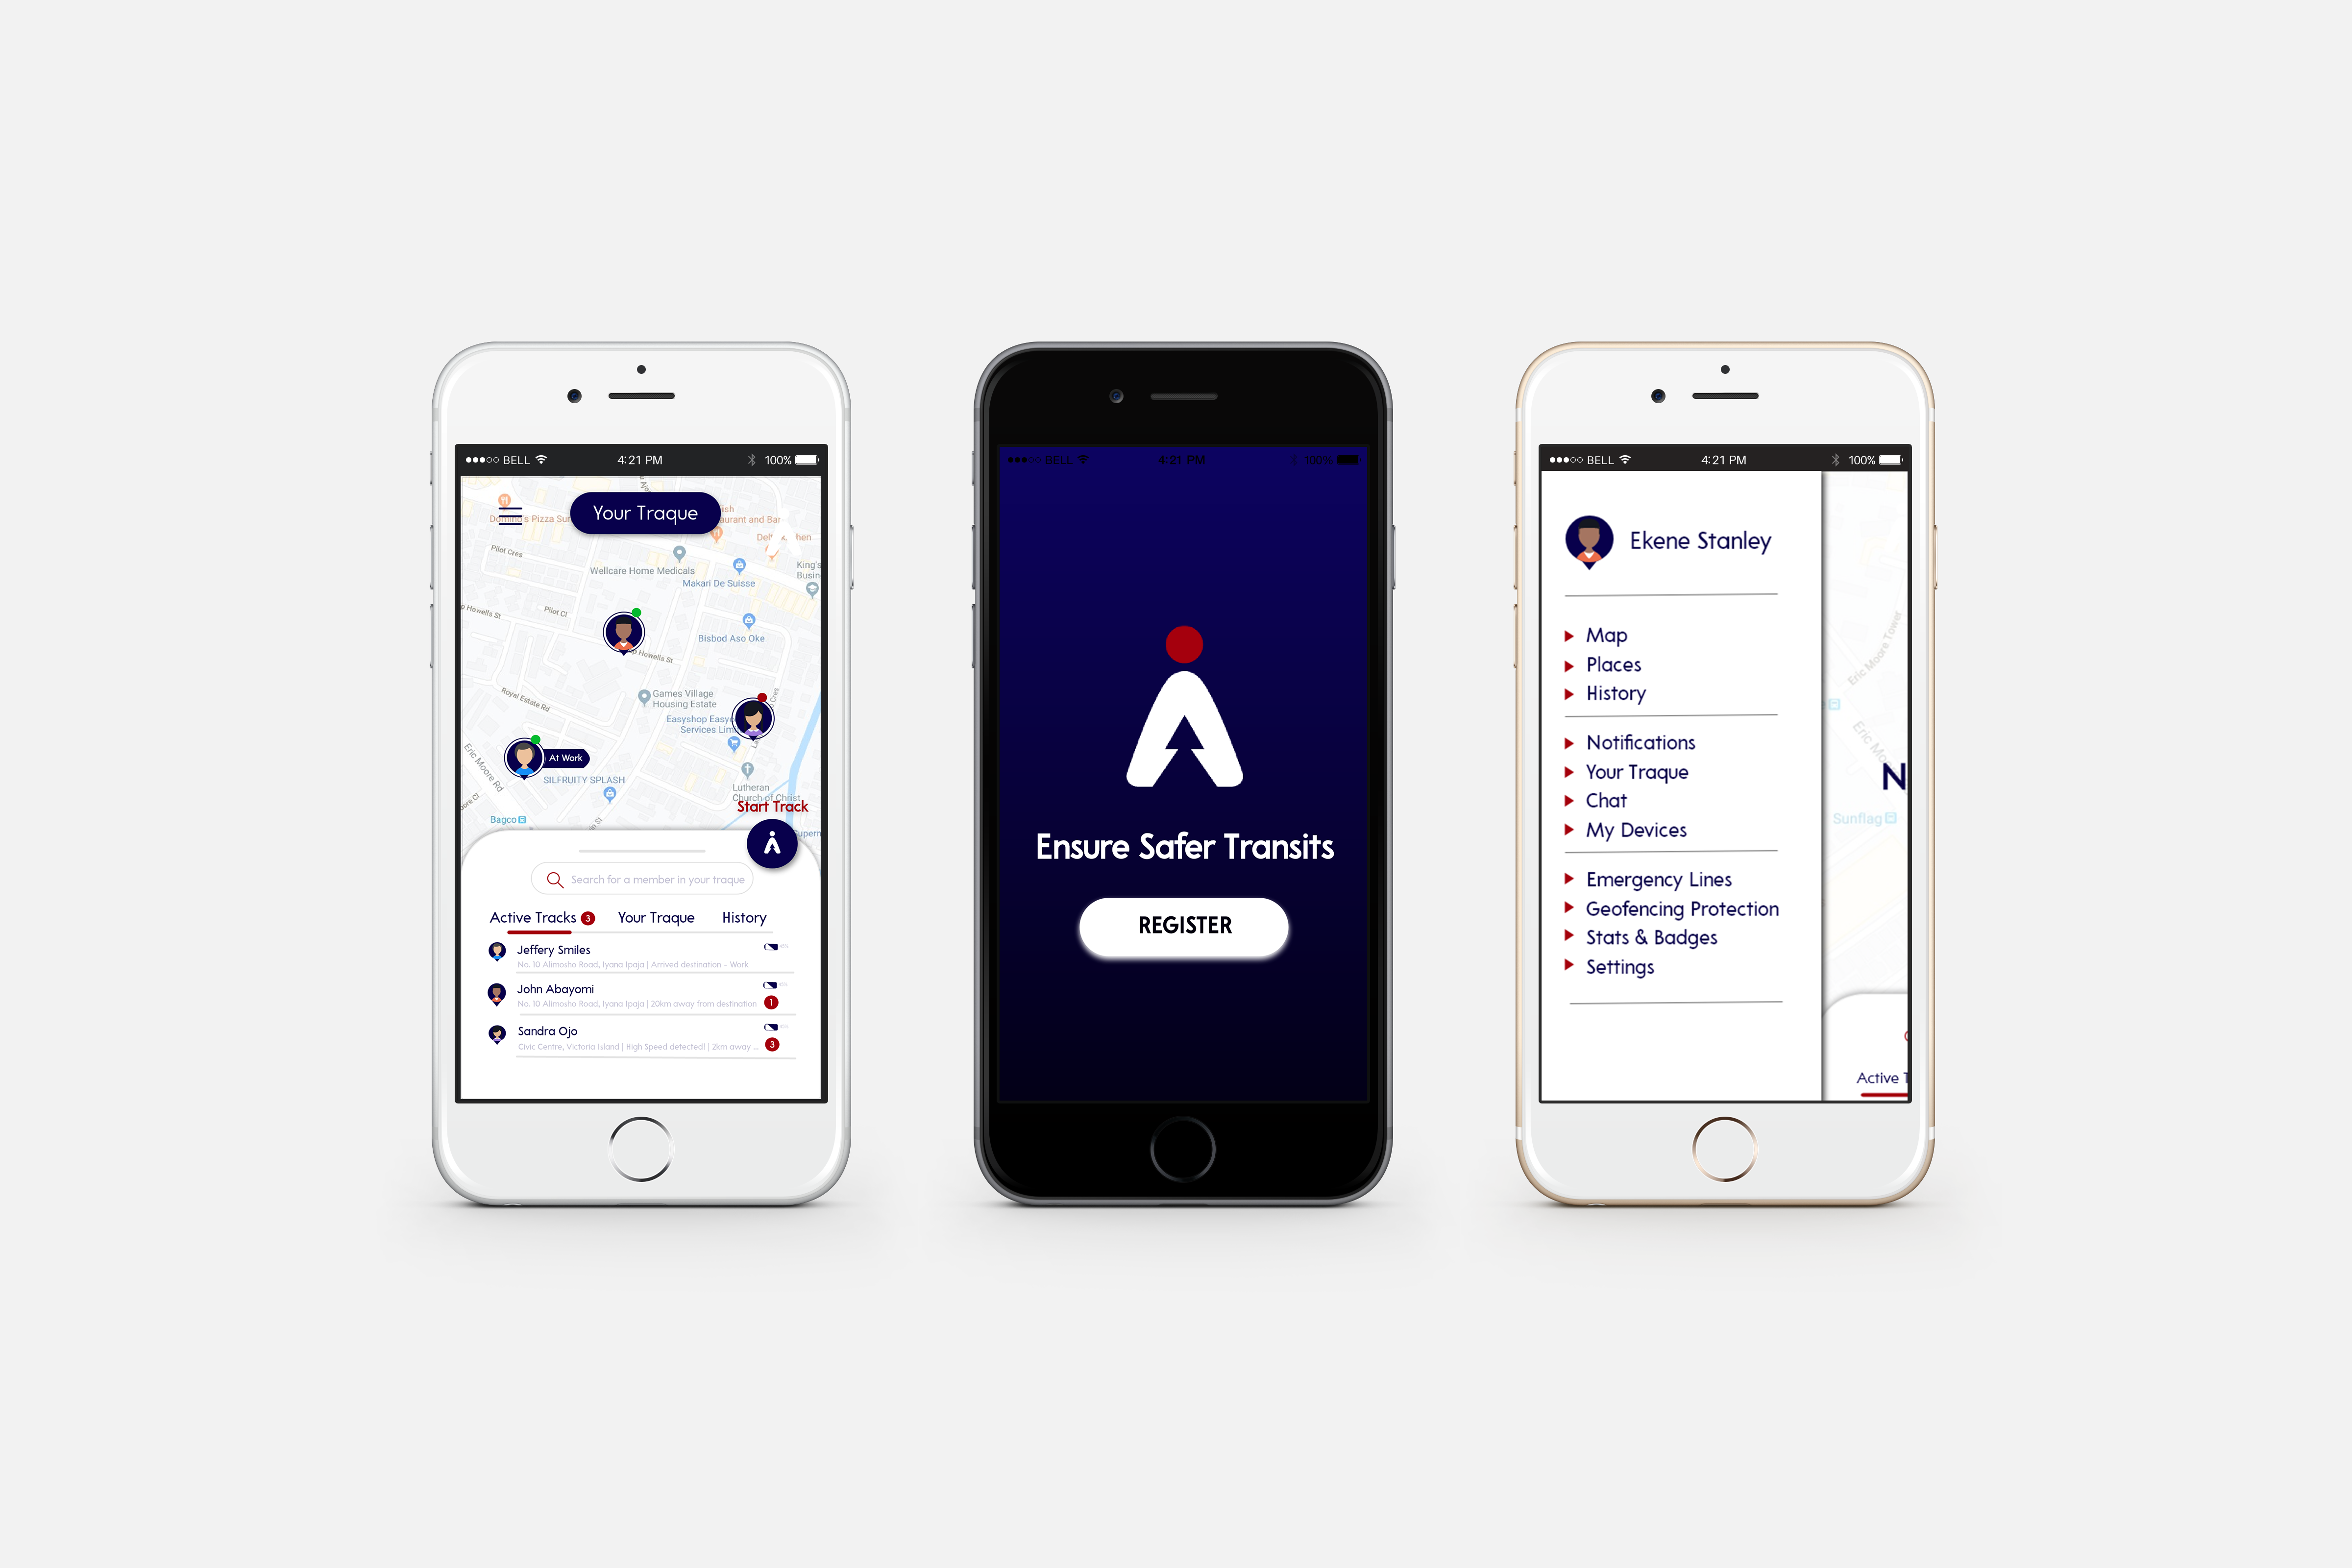 BELL
4:21 PM
100%
Your Traque
Domino's Pizza Sur
Pilot Cres
Wellcare Home Medicals
Makari De Suisse
King's
Busin
p Howells St
Pilot Cl
Bisbod Aso Oke
p Howells St
Royal Estate Rd
Games Village
Housing Estate
Easyshop Easyc
Services Lim
At Work
Eric Moore Rd
SILFRUITY SPLASH
Lutheran
Church of Christ
Start Track
Bagco
Search for a member in your traque
Active Tracks 3 Your Traque History
Jeffery Smiles
No. 10 Alimosho Road, Iyana Ipaja | Arrived destination - Work
John Abayomi
No. 10 Alimosho Road, Iyana Ipaja | 20km away from destination
1
Sandra Ojo
Civic Centre, Victoria Island | High Speed detected! | 2km away ...
3
BELL
4:21 PM
100%
Ensure Safer Transits
REGISTER
BELL
4:21 PM
100%
Ekene Stanley
Map
Places
History
Notifications
Your Traque
Chat
My Devices
Emergency Lines
Geofencing Protection
Stats & Badges
Settings
Eric Moore Tower
Eric Mo
N
Sunflag
Active T